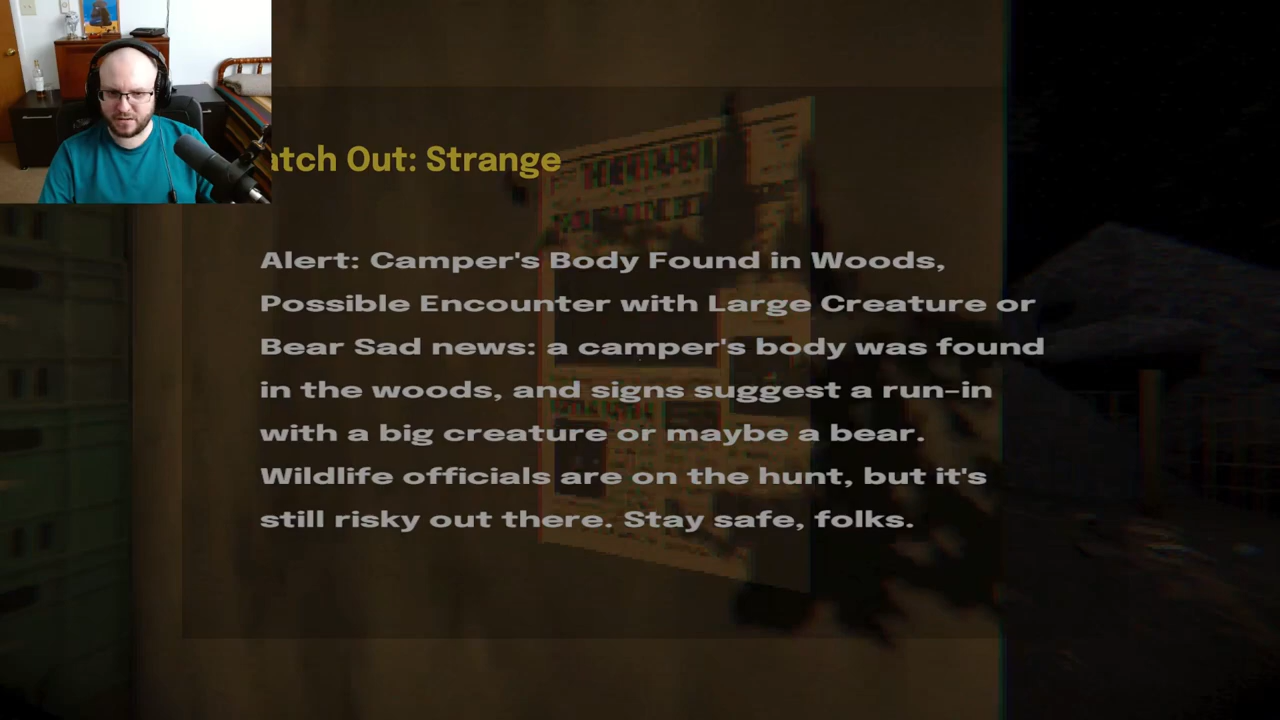 atch Out: Strange
Alert: Camper's Body Found in Woods,
Possible Encounter with Large Creature or
Bear Sad news: a camper's body was found
in the woods, and signs suggest a run-in
with a big creature or maybe a bear.
Wildlife officials are on the hunt, but it's
still risky out there. Stay safe, folks.